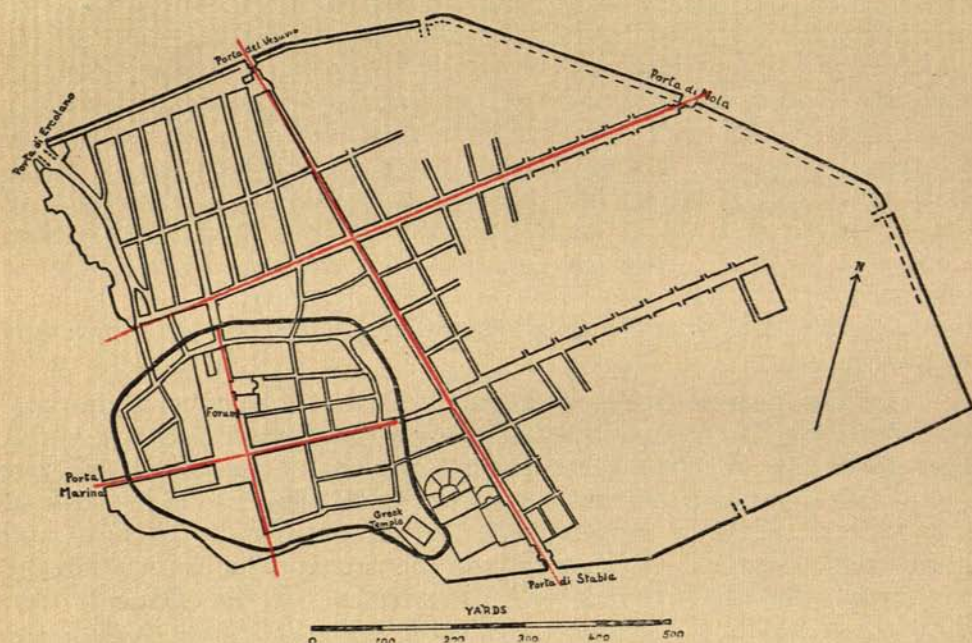 Porta del Vesuvio
Porta di Nola
Porta di Ercolano
N
Forum
Porta
Marina
Greek
Temple
Porta di Stabia
YARDS
0 100 200 300 400 500